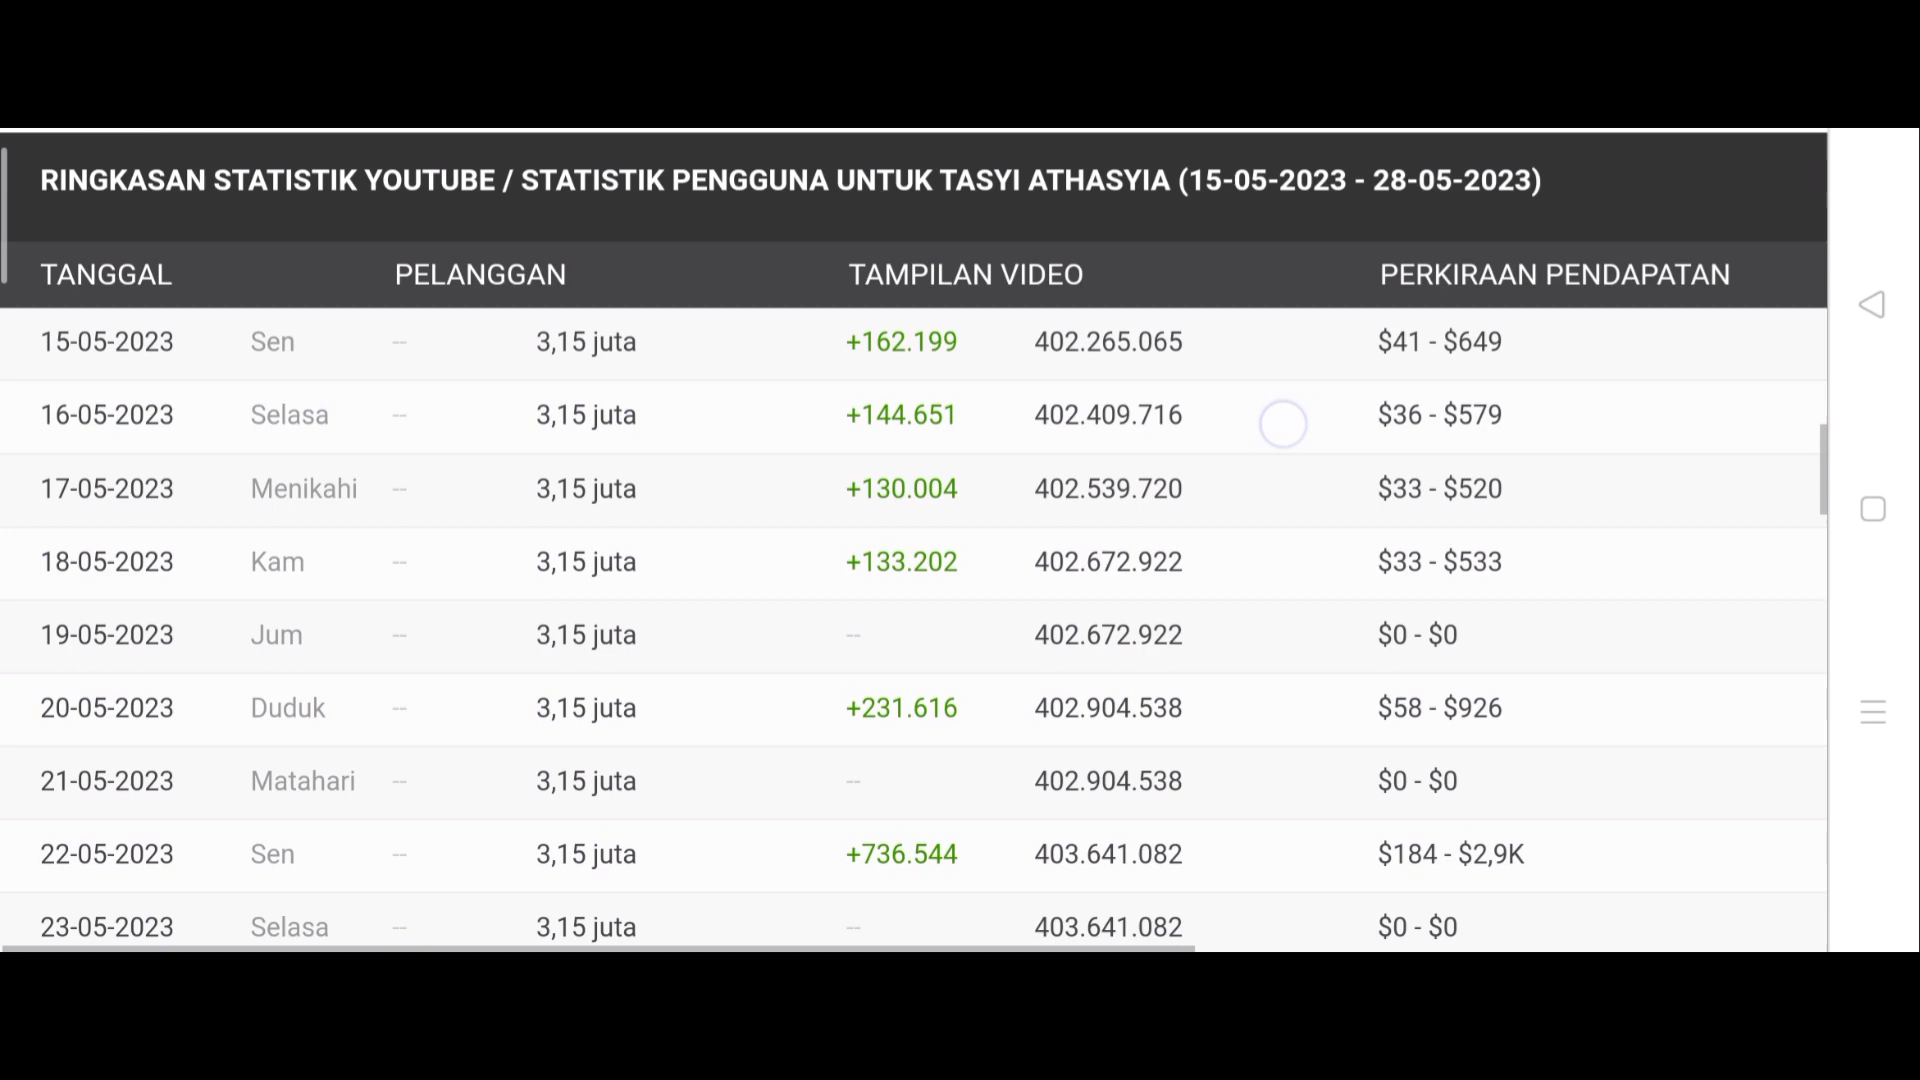 RINGKASAN STATISTIK YOUTUBE / STATISTIK PENGGUNA UNTUK TASYI ATHASYIA (15-05-2023 - 28-05-2023)
TANGGAL PELANGGAN TAMPILAN VIDEO PERKIRAAN PENDAPATAN
15-05-2023 Sen -- 3,15 juta +162.199 402.265.065 $41 - $649
16-05-2023 Selasa -- 3,15 juta +144.651 402.409.716 $36 - $579
17-05-2023 Menikahi -- 3,15 juta +130.004 402.539.720 $33 - $520
18-05-2023 Kam -- 3,15 juta +133.202 402.672.922 $33 - $533
19-05-2023 Jum -- 3,15 juta -- 402.672.922 $0 - $0
20-05-2023 Duduk -- 3,15 juta +231.616 402.904.538 $58 - $926
21-05-2023 Matahari -- 3,15 juta -- 402.904.538 $0 - $0
22-05-2023 Sen -- 3,15 juta +736.544 403.641.082 $184 - $2,9K
23-05-2023 Selasa -- 3,15 juta -- 403.641.082 $0 - $0